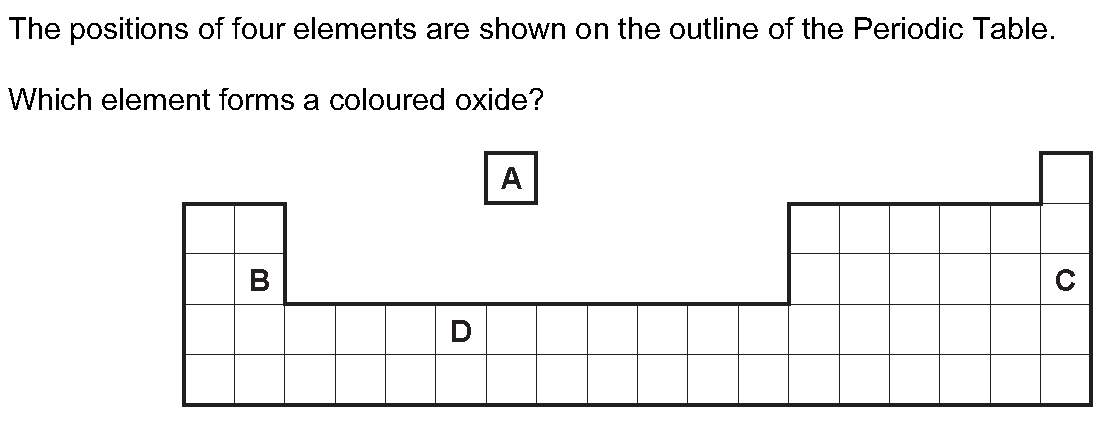 The positions of four elements are shown on the outline of the Periodic Table.
Which element forms a coloured oxide?
A
B
C
D